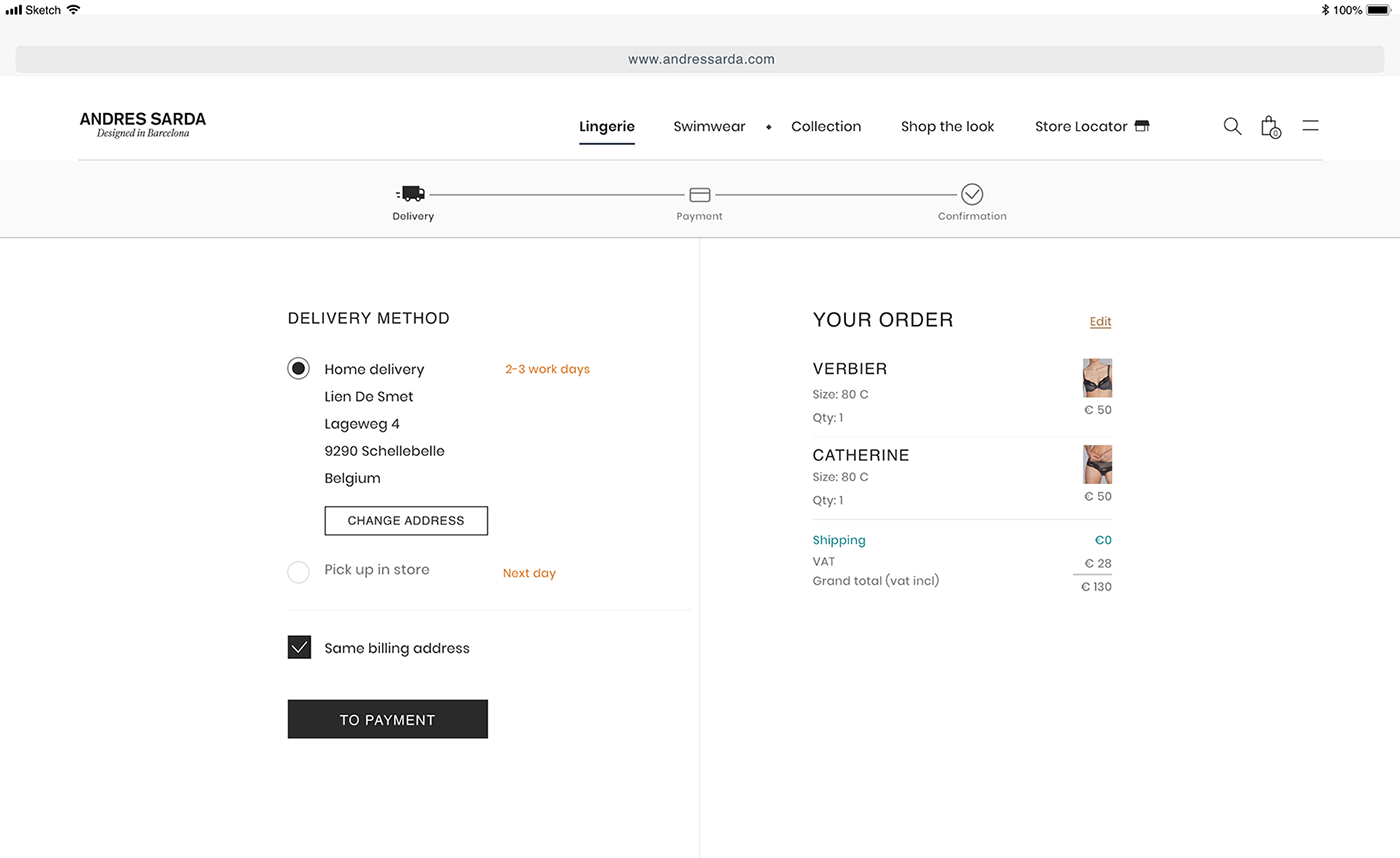 Sketch
100%
www.andressarda.com
ANDRES SARDA
Designed in Barcelona
Lingerie
Swimwear
Collection
Shop the look
Store Locator
0
Delivery
Payment
Confirmation
DELIVERY METHOD
Home delivery 2-3 work days
Lien De Smet
Lageweg 4
9290 Schellebelle
Belgium
CHANGE ADDRESS
Pick up in store Next day
Same billing address
TO PAYMENT
YOUR ORDER Edit
VERBIER
Size: 80 C
Qty: 1
€ 50
CATHERINE
Size: 80 C
Qty: 1
€ 50
Shipping €0
VAT € 28
Grand total (vat incl) € 130